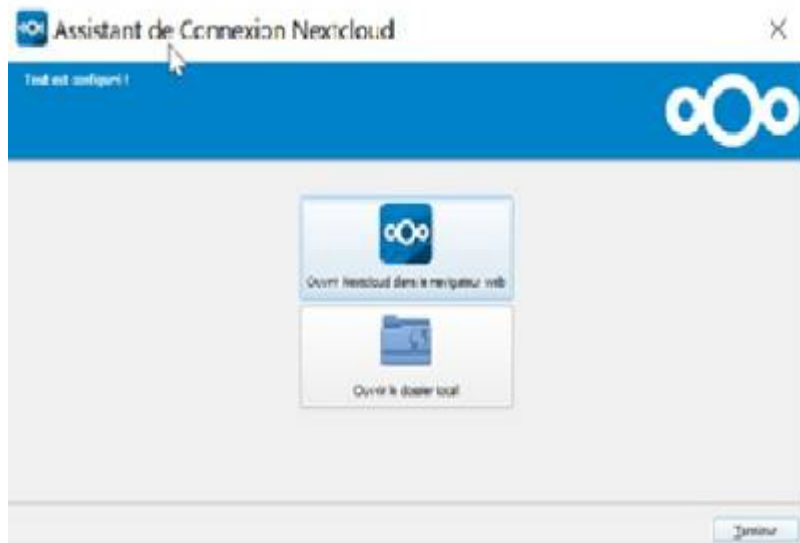 Assistant de Connexion Nextcloud
Tout est configuré !
Ouvrir Nextcloud dans le navigateur web
Ouvrir le dossier local
Terminer